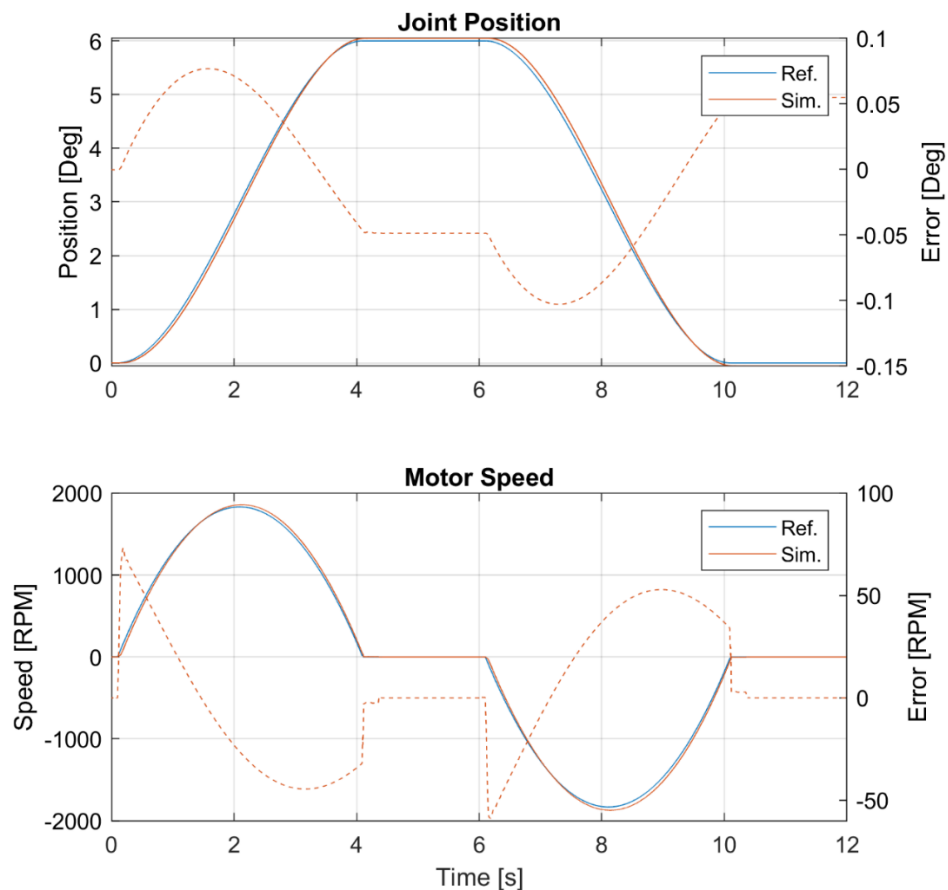 Joint Position
Position [Deg]
6
5
4
3
2
1
0
0.1
0.05
0
-0.05
-0.1
-0.15
Error [Deg]
Ref.
Sim.
0 2 4 6 8 10 12
Motor Speed
Speed [RPM]
2000
1000
0
-1000
-2000
100
50
0
-50
Error [RPM]
Ref.
Sim.
0 2 4 6 8 10 12
Time [s]